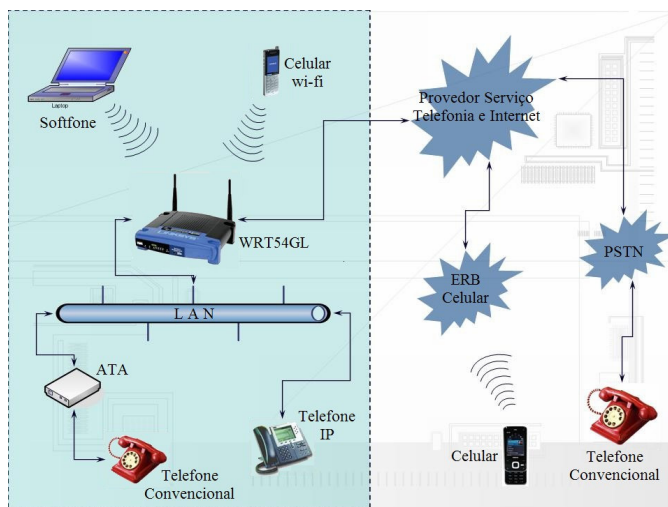 Laptop
Softfone
Celular
wi-fi
Provedor Serviço
Telefonia e Internet
WRT54GL
ERB
Celular
PSTN
L A N
ATA
Telefone
IP
Telefone
Convencional
Celular
Telefone
Convencional